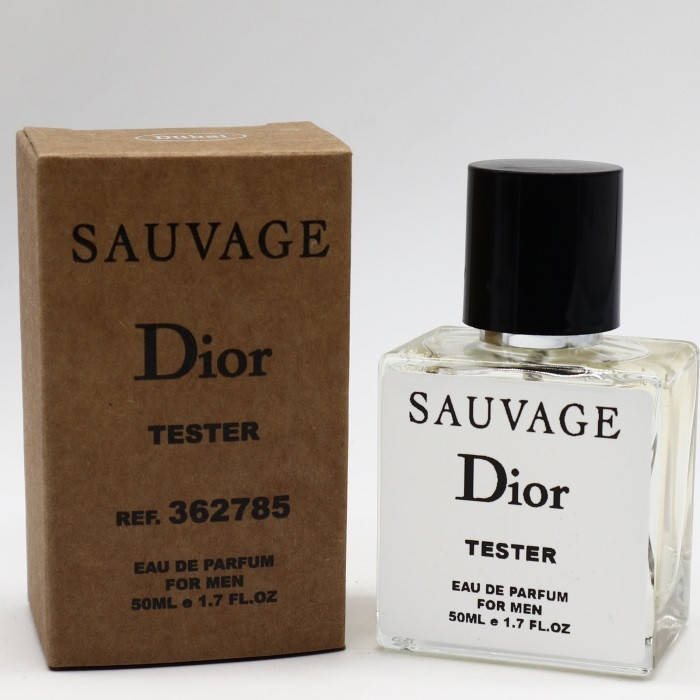 Dubai
SAUVAGE
Dior
TESTER
REF. 362785
EAU DE PARFUM
FOR MEN
50ML e 1.7 FL.OZ
SAUVAGE
Dior
TESTER
EAU DE PARFUM
FOR MEN
50ML e 1.7 FL.OZ